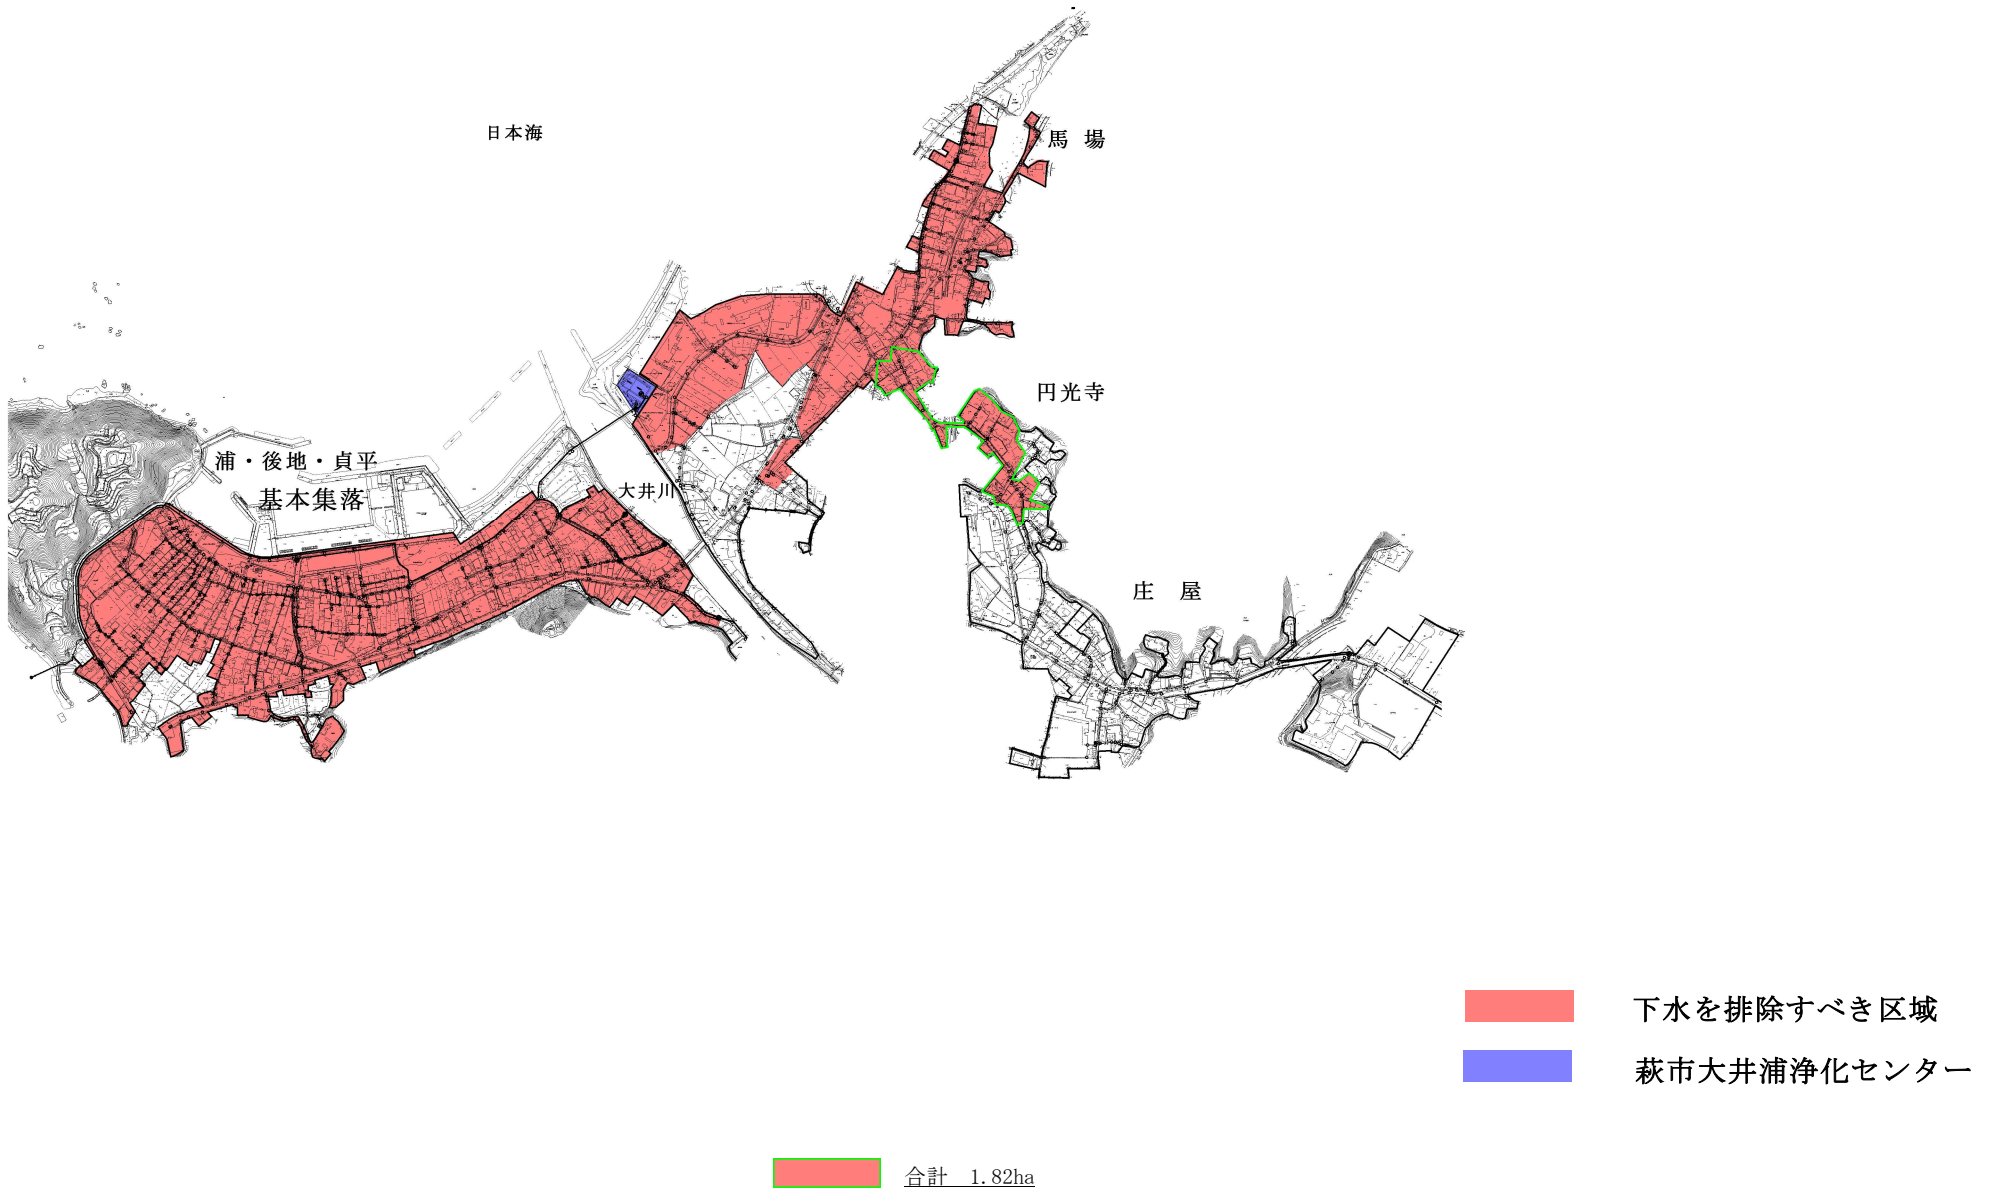 日本海
馬 場
円光寺
浦・後地・貞平
基本集落
大井川
庄 屋
下水を排除すべき区域
萩市大井浦浄化センター
合計 1.82ha